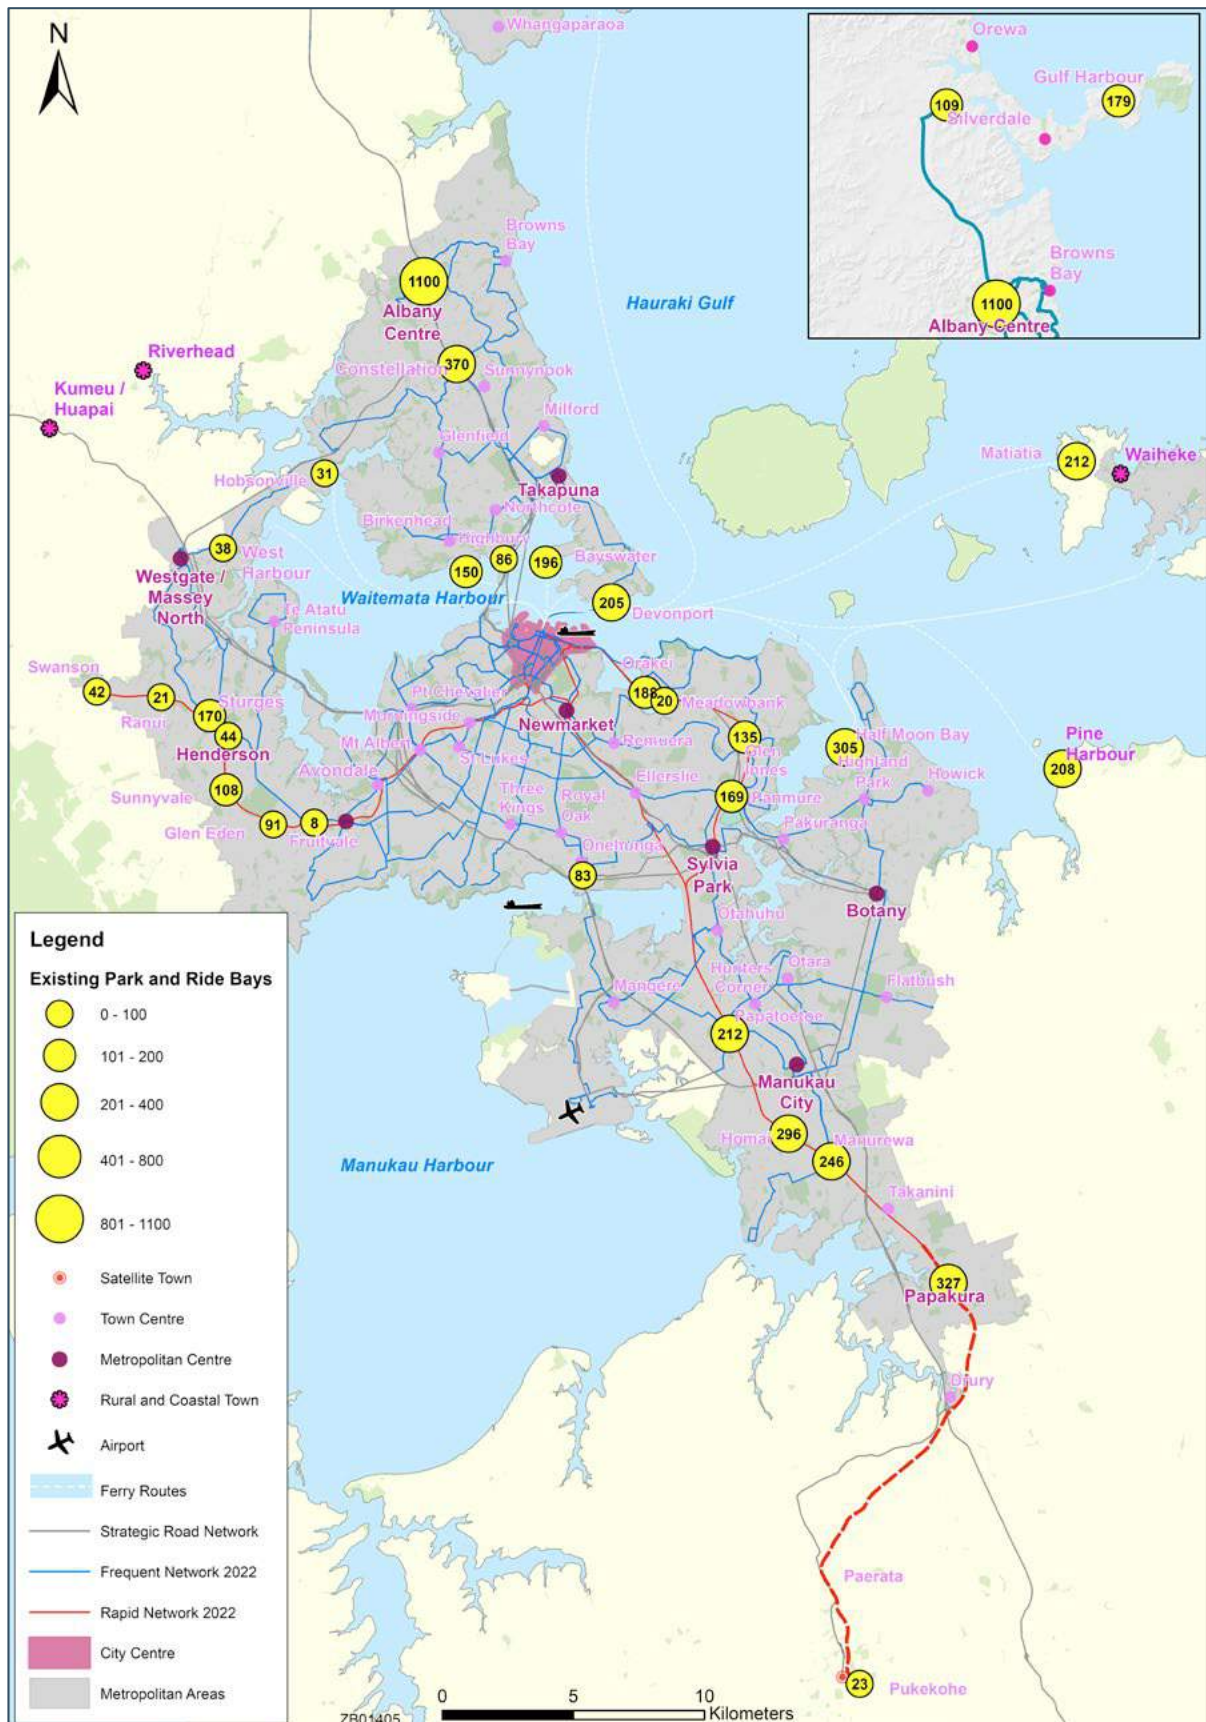 N
Whangaparaoa
Orewa
Gulf Harbour
109
179
Silverdale
Browns
Bay
1100
Albany Centre
Browns
Bay
1100
Albany
Centre
Hauraki Gulf
Riverhead
Kumeu /
Huapai
Constellation
370
Sunnynook
Milford
Glenfield
Hobsonville
31
Takapuna
Northcote
Matiatia
212
Waiheke
Birkenhead
Highbury
38
West
Harbour
150
86
196
Bayswater
Westgate /
Massey
North
Waitemata Harbour
205
Devonport
Te Atatu
Peninsula
Swanson
42
21
Ranui
170
Sturges
44
Henderson
Pt Chevalier
Morningside
Mt Albert
St Lukes
Newmarket
Orakei
188
20
Meadowbank
Remuera
135
Glen
Innes
305
Half Moon Bay
Highland
Park
Howick
Pine
Harbour
208
Sunnyvale
108
Avondale
Three
Kings
Royal
Oak
Ellerslie
169
Panmure
Pakuranga
Glen Eden
91
8
Fruitvale
Onehunga
83
Sylvia
Park
Botany
Otahuhu
Hunters
Corner
Otara
Flatbush
Mangere
212
Papatoetoe
Manukau
City
Homai
296
Manurewa
246
Manukau Harbour
Takanini
327
Papakura
Drury
Paerata
23
Pukekohe
Legend
Existing Park and Ride Bays
0 - 100
101 - 200
201 - 400
401 - 800
801 - 1100
Satellite Town
Town Centre
Metropolitan Centre
Rural and Coastal Town
Airport
Ferry Routes
Strategic Road Network
Frequent Network 2022
Rapid Network 2022
City Centre
Metropolitan Areas
0 5 10
Kilometers
ZB01405